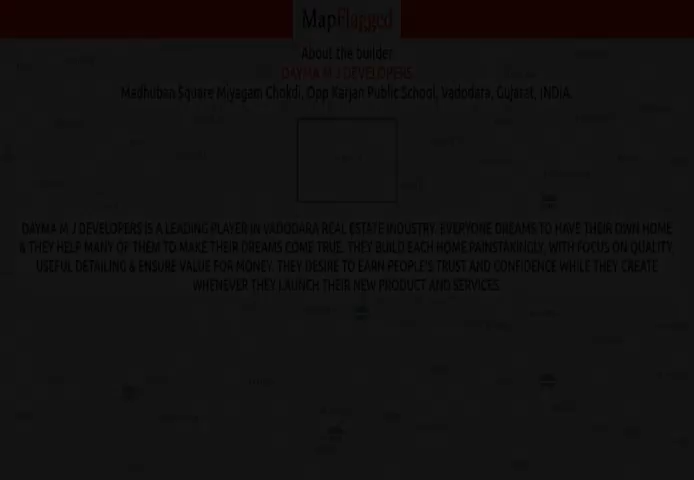 MapFlagged
About the builder
DAYMA M J DEVELOPERS
Madhuban Square Miyagam Chokdi, Opp Karjan Public School, Vadodara, Gujarat, INDIA.
DAYMA M J DEVELOPERS IS A LEADING PLAYER IN VADODARA REAL ESTATE INDUSTRY. EVERYONE DREAMS TO HAVE THEIR OWN HOME
& THEY HELP MANY OF THEM TO MAKE THEIR DREAMS COME TRUE. THEY BUILD EACH HOME PAINSTAKINGLY, WITH FOCUS ON QUALITY,
USEFUL DETAILING & ENSURE VALUE FOR MONEY. THEY DESIRE TO EARN PEOPLE'S TRUST AND CONFIDENCE WHILE THEY CREATE
WHENEVER THEY LAUNCH THEIR NEW PRODUCT AND SERVICES.